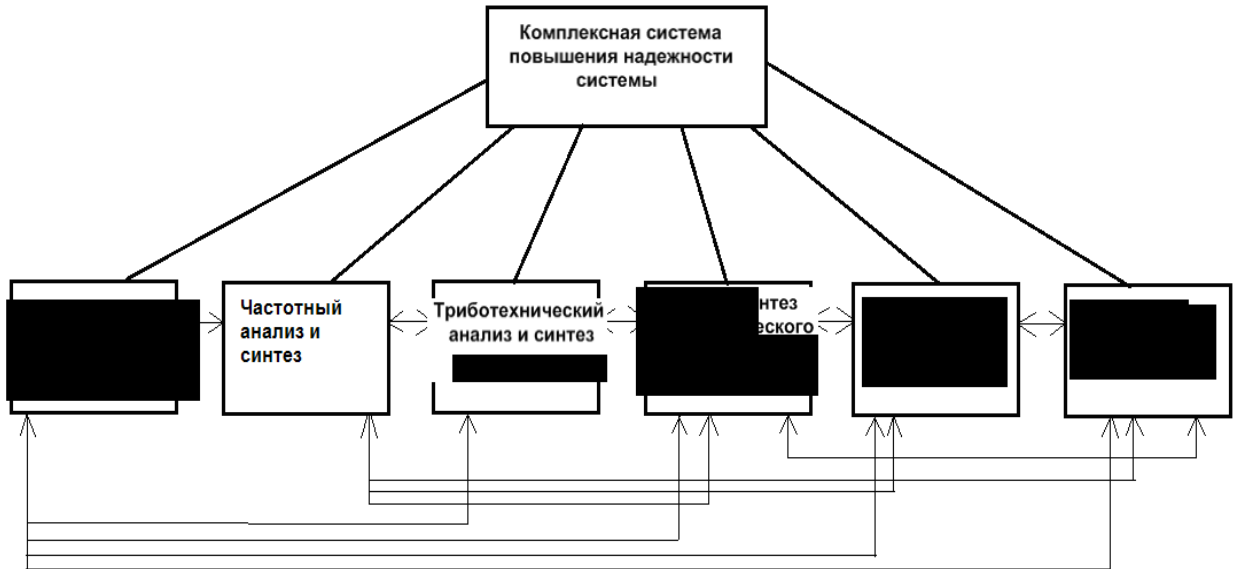 Комплексная система
повышения надежности
системы
Частотный
анализ и
синтез
Триботехнический
анализ и синтез